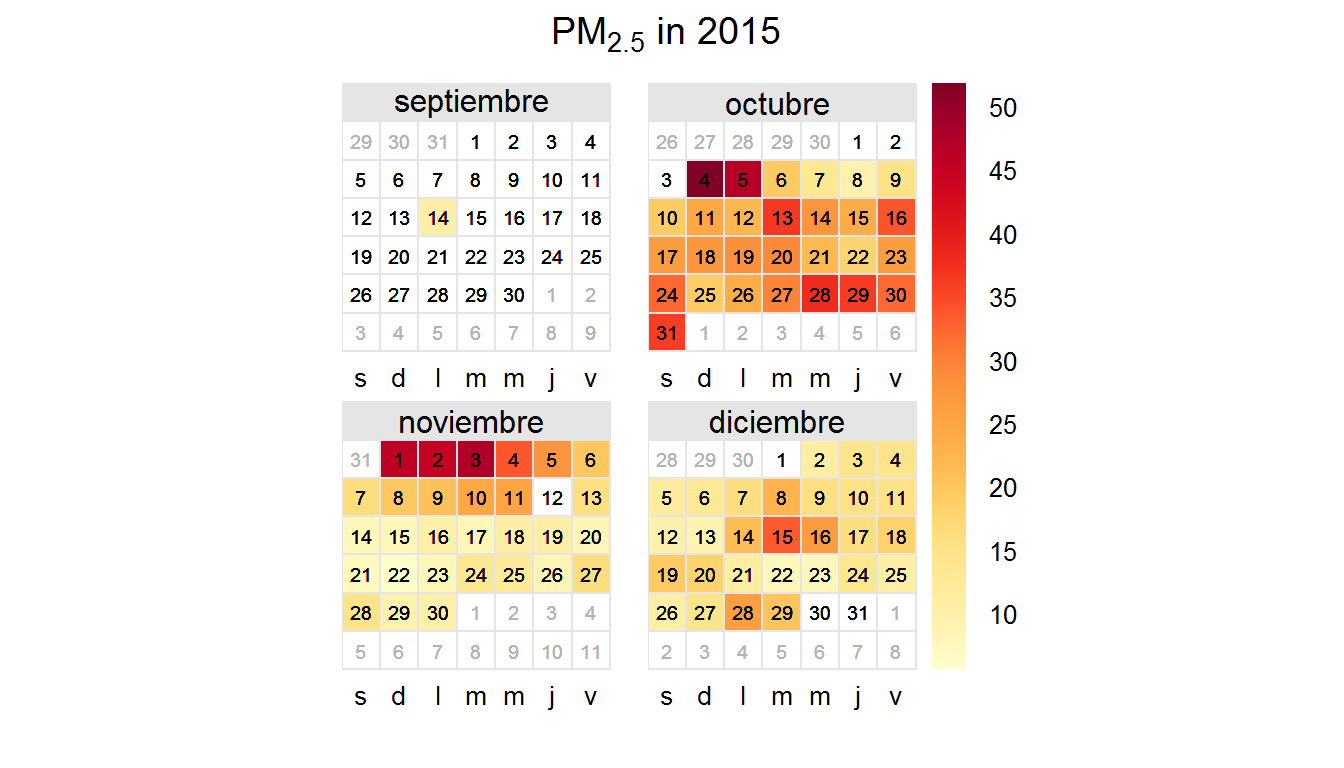 PM2.5 in 2015
septiembre
29 30 31 1 2 3 4
5 6 7 8 9 10 11
12 13 14 15 16 17 18
19 20 21 22 23 24 25
26 27 28 29 30 1 2
3 4 5 6 7 8 9
s d l m m j v
octubre
26 27 28 29 30 1 2
3 4 5 6 7 8 9
10 11 12 13 14 15 16
17 18 19 20 21 22 23
24 25 26 27 28 29 30
31 1 2 3 4 5 6
s d l m m j v
noviembre
31 1 2 3 4 5 6
7 8 9 10 11 12 13
14 15 16 17 18 19 20
21 22 23 24 25 26 27
28 29 30 1 2 3 4
5 6 7 8 9 10 11
s d l m m j v
diciembre
28 29 30 1 2 3 4
5 6 7 8 9 10 11
12 13 14 15 16 17 18
19 20 21 22 23 24 25
26 27 28 29 30 31 1
2 3 4 5 6 7 8
s d l m m j v
50
45
40
35
30
25
20
15
10